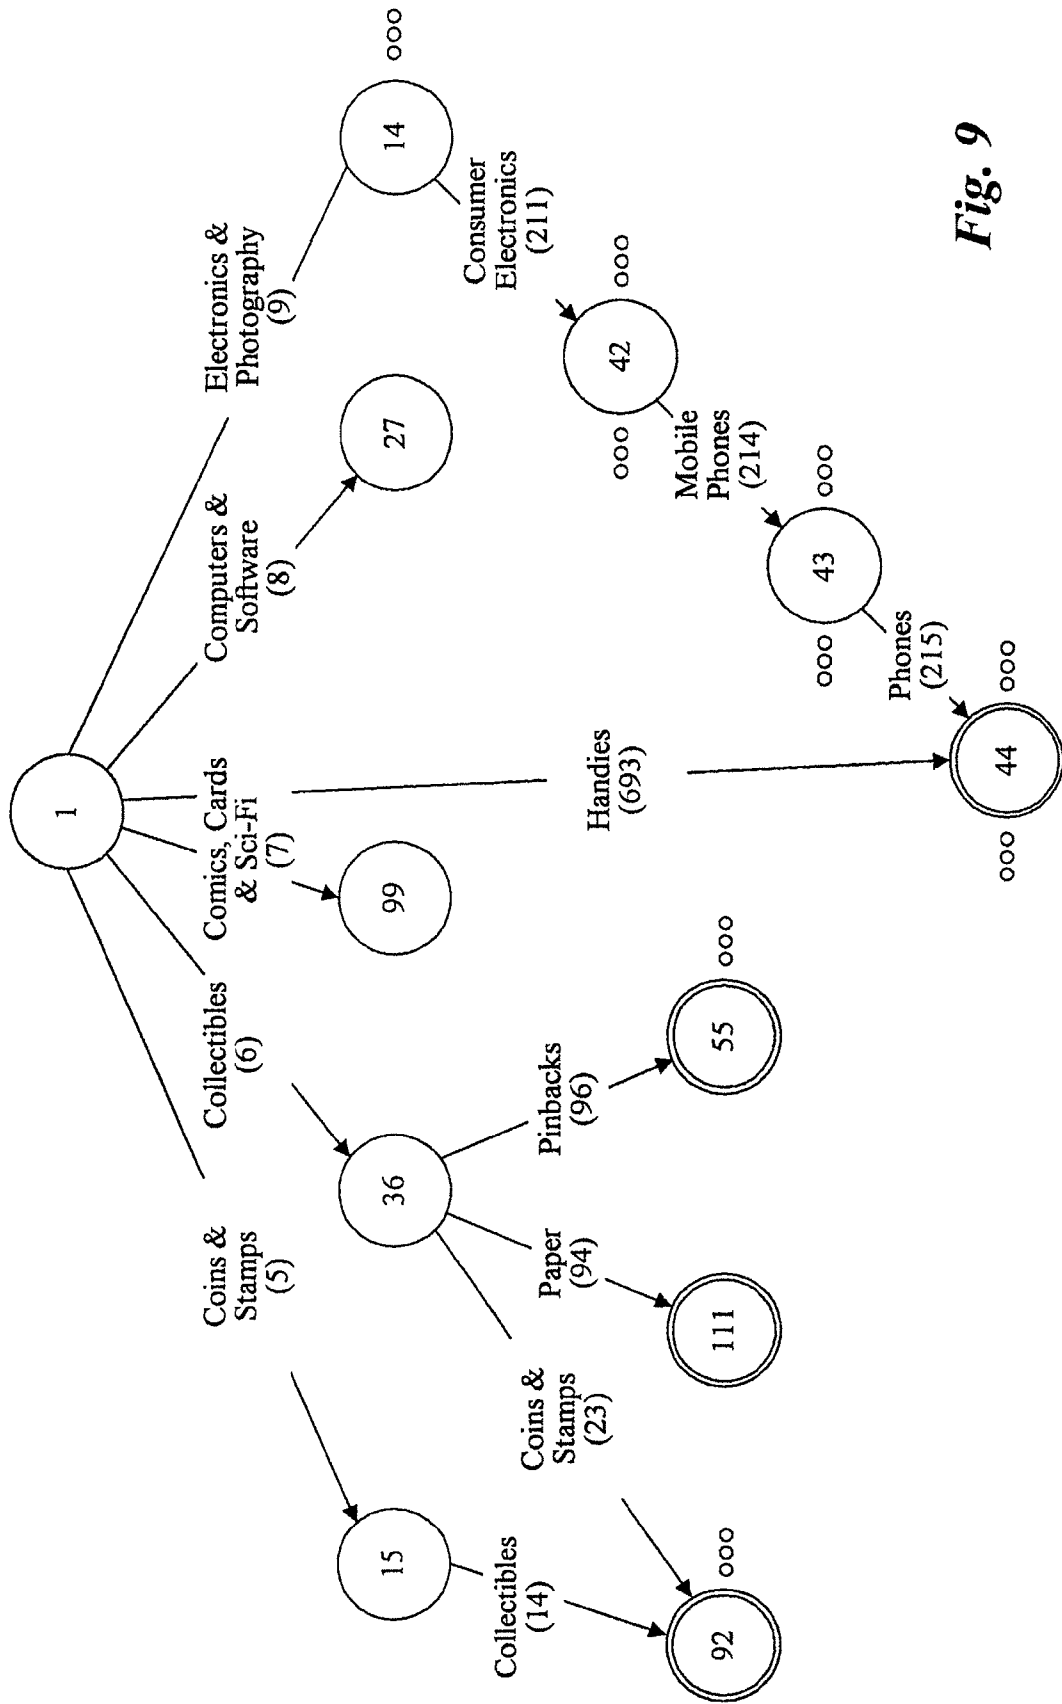 1
Coins &
Stamps
(5)
Collectibles
(6)
Comics, Cards
& Sci-Fi
(7)
Computers &
Software
(8)
Electronics &
Photography
(9)
15
36
99
27
14
ooo
Collectibles
(14)
Coins &
Stamps
(23)
Paper
(94)
Pinbacks
(96)
Handies
(693)
Consumer
Electronics
(211)
ooo
42
ooo
Mobile
Phones
(214)
92
ooo
111
55
ooo
ooo
43
ooo
Phones
(215)
ooo
44
ooo
Fig. 9